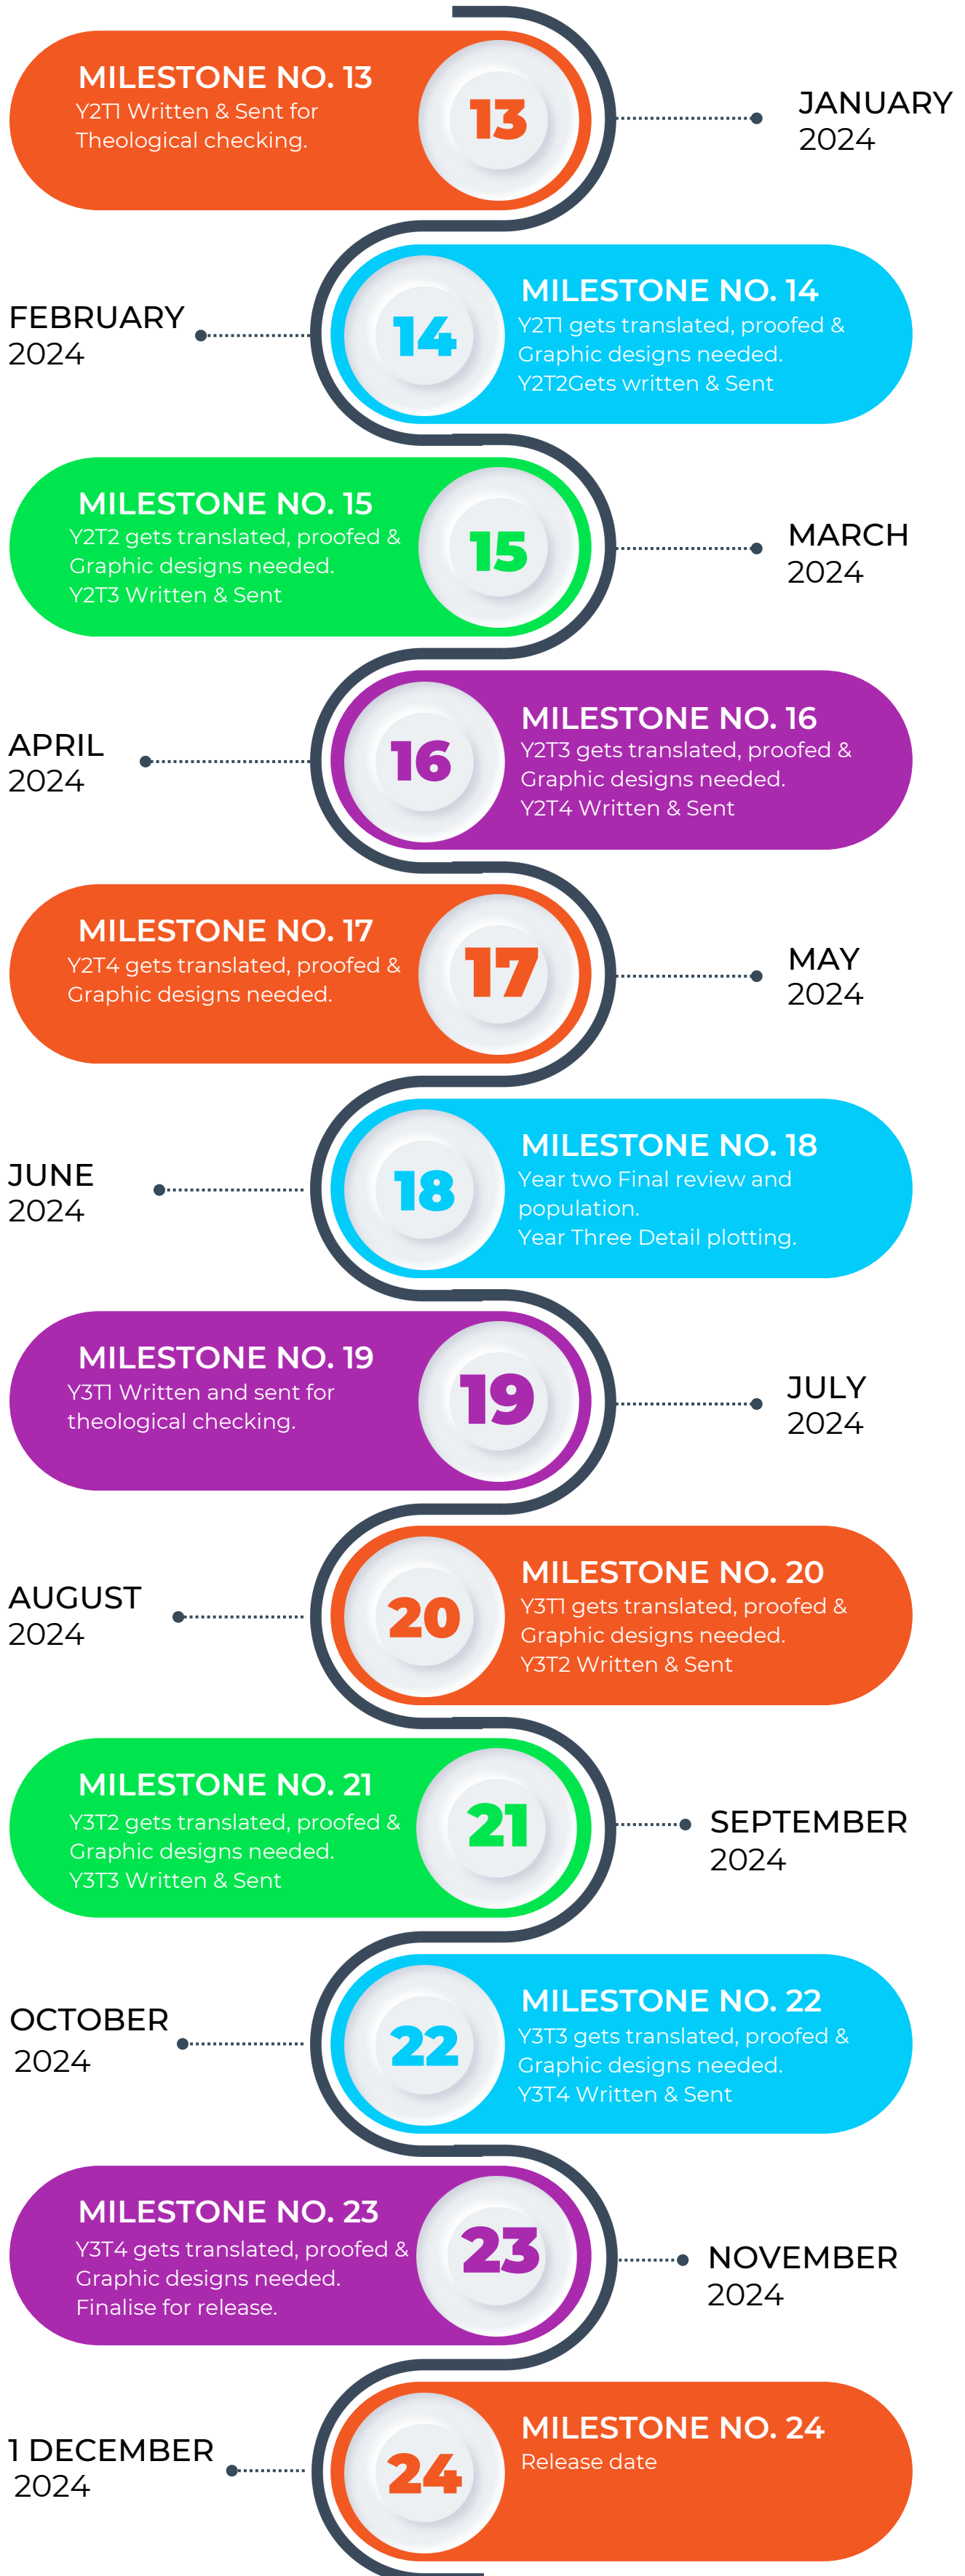 MILESTONE NO. 13
Y2T1 Written & Sent for
Theological checking.
13
JANUARY
2024
FEBRUARY
2024
14
MILESTONE NO. 14
Y2T1 gets translated, proofed &
Graphic designs needed.
Y2T2Gets written & Sent
MILESTONE NO. 15
Y2T2 gets translated, proofed &
Graphic designs needed.
Y2T3 Written & Sent
15
MARCH
2024
APRIL
2024
16
MILESTONE NO. 16
Y2T3 gets translated, proofed &
Graphic designs needed.
Y2T4 Written & Sent
MILESTONE NO. 17
Y2T4 gets translated, proofed &
Graphic designs needed.
17
MAY
2024
JUNE
2024
18
MILESTONE NO. 18
Year two Final review and
population.
Year Three Detail plotting.
MILESTONE NO. 19
Y3T1 Written and sent for
theological checking.
19
JULY
2024
AUGUST
2024
20
MILESTONE NO. 20
Y3T1 gets translated, proofed &
Graphic designs needed.
Y3T2 Written & Sent
MILESTONE NO. 21
Y3T2 gets translated, proofed &
Graphic designs needed.
Y3T3 Written & Sent
21
SEPTEMBER
2024
OCTOBER
2024
22
MILESTONE NO. 22
Y3T3 gets translated, proofed &
Graphic designs needed.
Y3T4 Written & Sent
MILESTONE NO. 23
Y3T4 gets translated, proofed &
Graphic designs needed.
Finalise for release.
23
NOVEMBER
2024
1 DECEMBER
2024
24
MILESTONE NO. 24
Release date